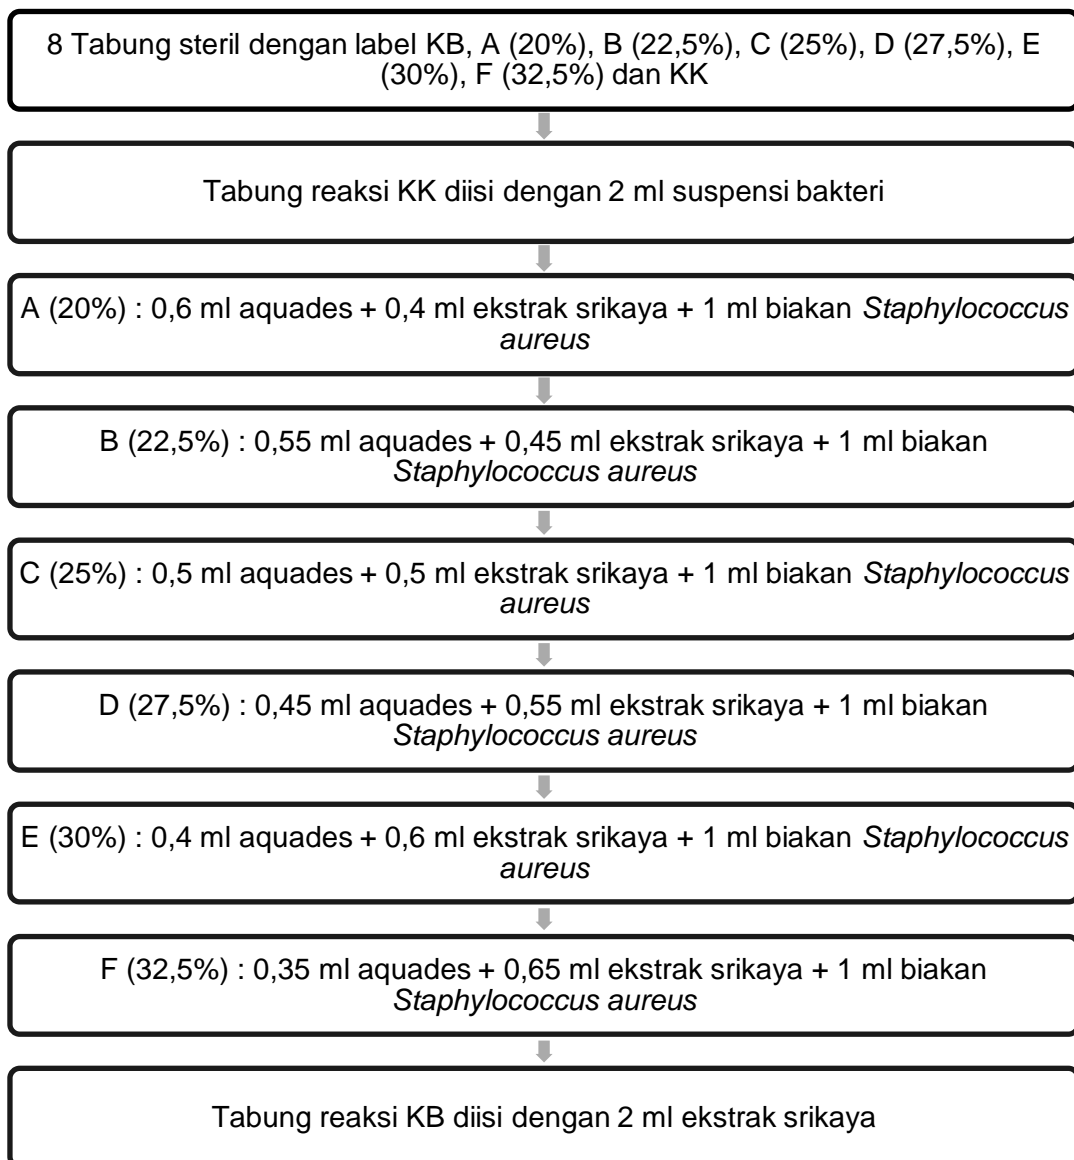 8 Tabung steril dengan label KB, A (20%), B (22,5%), C (25%), D (27,5%), E
(30%), F (32,5%) dan KK
Tabung reaksi KK diisi dengan 2 ml suspensi bakteri
A (20%) : 0,6 ml aquades + 0,4 ml ekstrak srikaya + 1 ml biakan Staphylococcus
aureus
B (22,5%) : 0,55 ml aquades + 0,45 ml ekstrak srikaya + 1 ml biakan
Staphylococcus aureus
C (25%) : 0,5 ml aquades + 0,5 ml ekstrak srikaya + 1 ml biakan Staphylococcus
aureus
D (27,5%) : 0,45 ml aquades + 0,55 ml ekstrak srikaya + 1 ml biakan
Staphylococcus aureus
E (30%) : 0,4 ml aquades + 0,6 ml ekstrak srikaya + 1 ml biakan Staphylococcus
aureus
F (32,5%) : 0,35 ml aquades + 0,65 ml ekstrak srikaya + 1 ml biakan
Staphylococcus aureus
Tabung reaksi KB diisi dengan 2 ml ekstrak srikaya